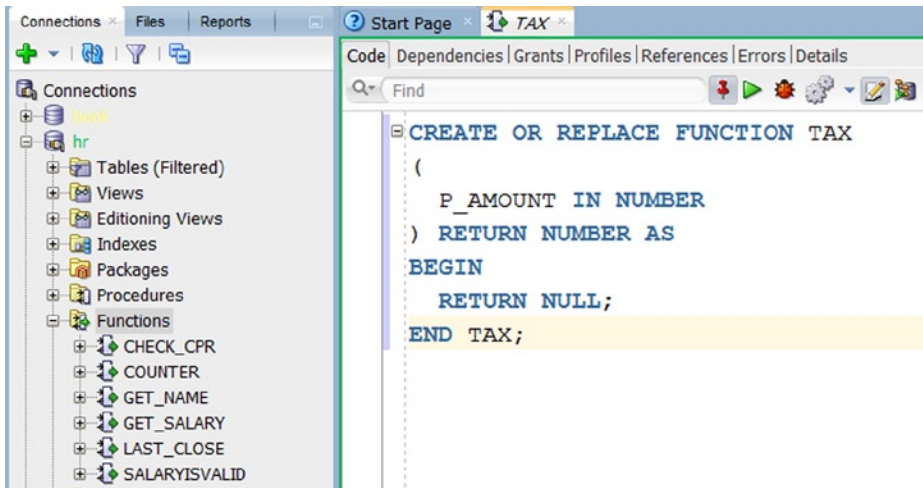 Connections Files Reports
Start Page TAX
Code Dependencies Grants Profiles References Errors Details
Find
Connections
hr
Tables (Filtered)
Views
Editioning Views
Indexes
Packages
Procedures
Functions
CHECK_CPR
COUNTER
GET_NAME
GET_SALARY
LAST_CLOSE
SALARYISVALID
CREATE OR REPLACE FUNCTION TAX
(
P_AMOUNT IN NUMBER
) RETURN NUMBER AS
BEGIN
RETURN NULL;
END TAX;